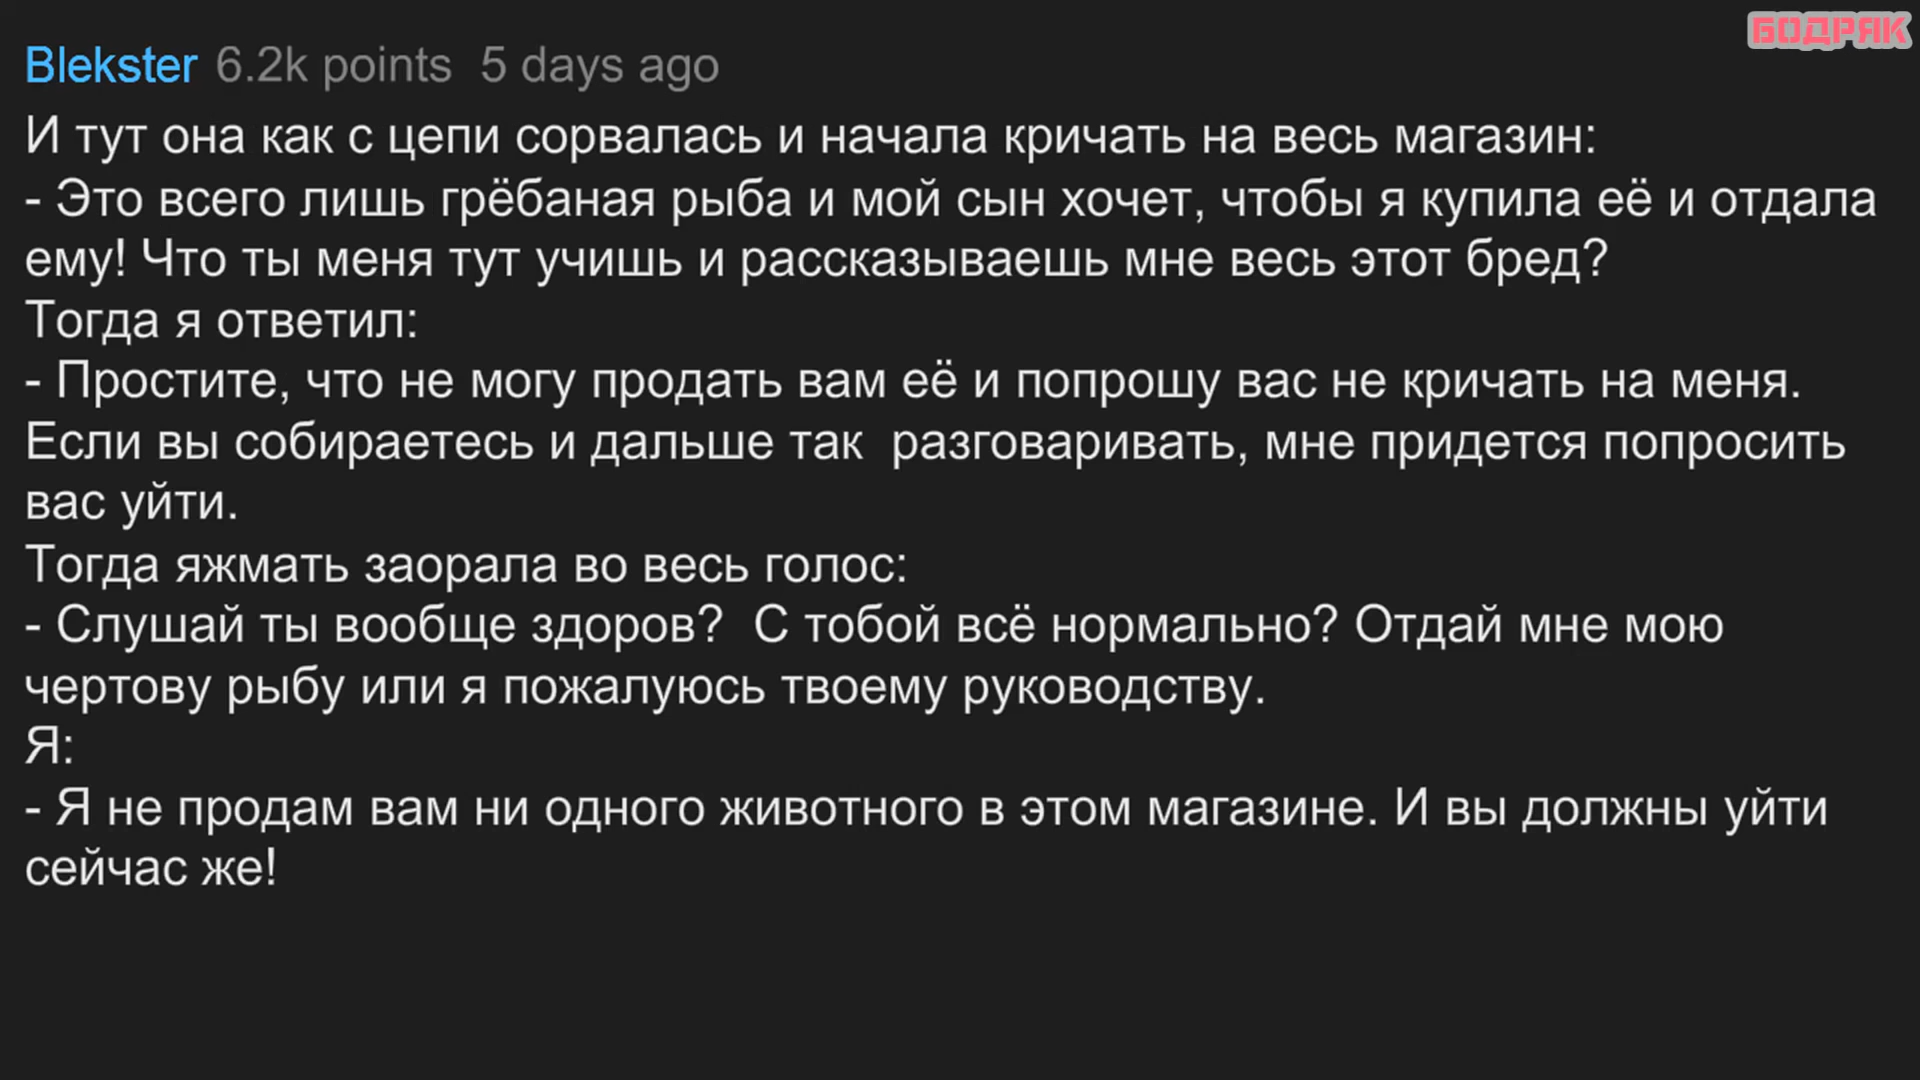 БОДРЯК
Blekster 6.2k points 5 days ago
И тут она как с цепи сорвалась и начала кричать на весь магазин:
- Это всего лишь грёбаная рыба и мой сын хочет, чтобы я купила её и отдала
ему! Что ты меня тут учишь и рассказываешь мне весь этот бред?
Тогда я ответил:
- Простите, что не могу продать вам её и попрошу вас не кричать на меня.
Если вы собираетесь и дальше так  разговаривать, мне придется попросить
вас уйти.
Тогда яжмать заорала во весь голос:
- Слушай ты вообще здоров?  С тобой всё нормально? Отдай мне мою
чертову рыбу или я пожалуюсь твоему руководству.
Я:
- Я не продам вам ни одного животного в этом магазине. И вы должны уйти
сейчас же!